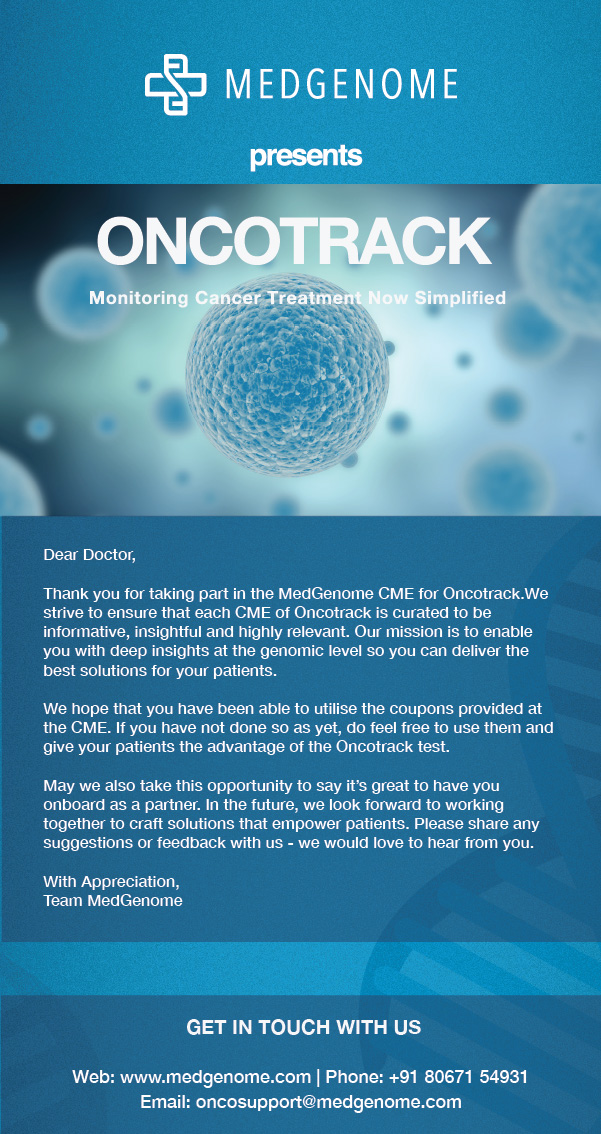 MEDGENOME
presents
ONCOTRACK
Monitoring Cancer Treatment Now Simplified
Dear Doctor,
Thank you for taking part in the MedGenome CME for Oncotrack.We
strive to ensure that each CME of Oncotrack is curated to be
informative, insightful and highly relevant. Our mission is to enable
you with deep insights at the genomic level so you can deliver the
best solutions for your patients.
We hope that you have been able to utilise the coupons provided at
the CME. If you have not done so as yet, do feel free to use them and
give your patients the advantage of the Oncotrack test.
May we also take this opportunity to say it’s great to have you
onboard as a partner. In the future, we look forward to working
together to craft solutions that empower patients. Please share any
suggestions or feedback with us - we would love to hear from you.
With Appreciation,
Team MedGenome
GET IN TOUCH WITH US
Web: www.medgenome.com | Phone: +91 80671 54931
Email: oncosupport@medgenome.com